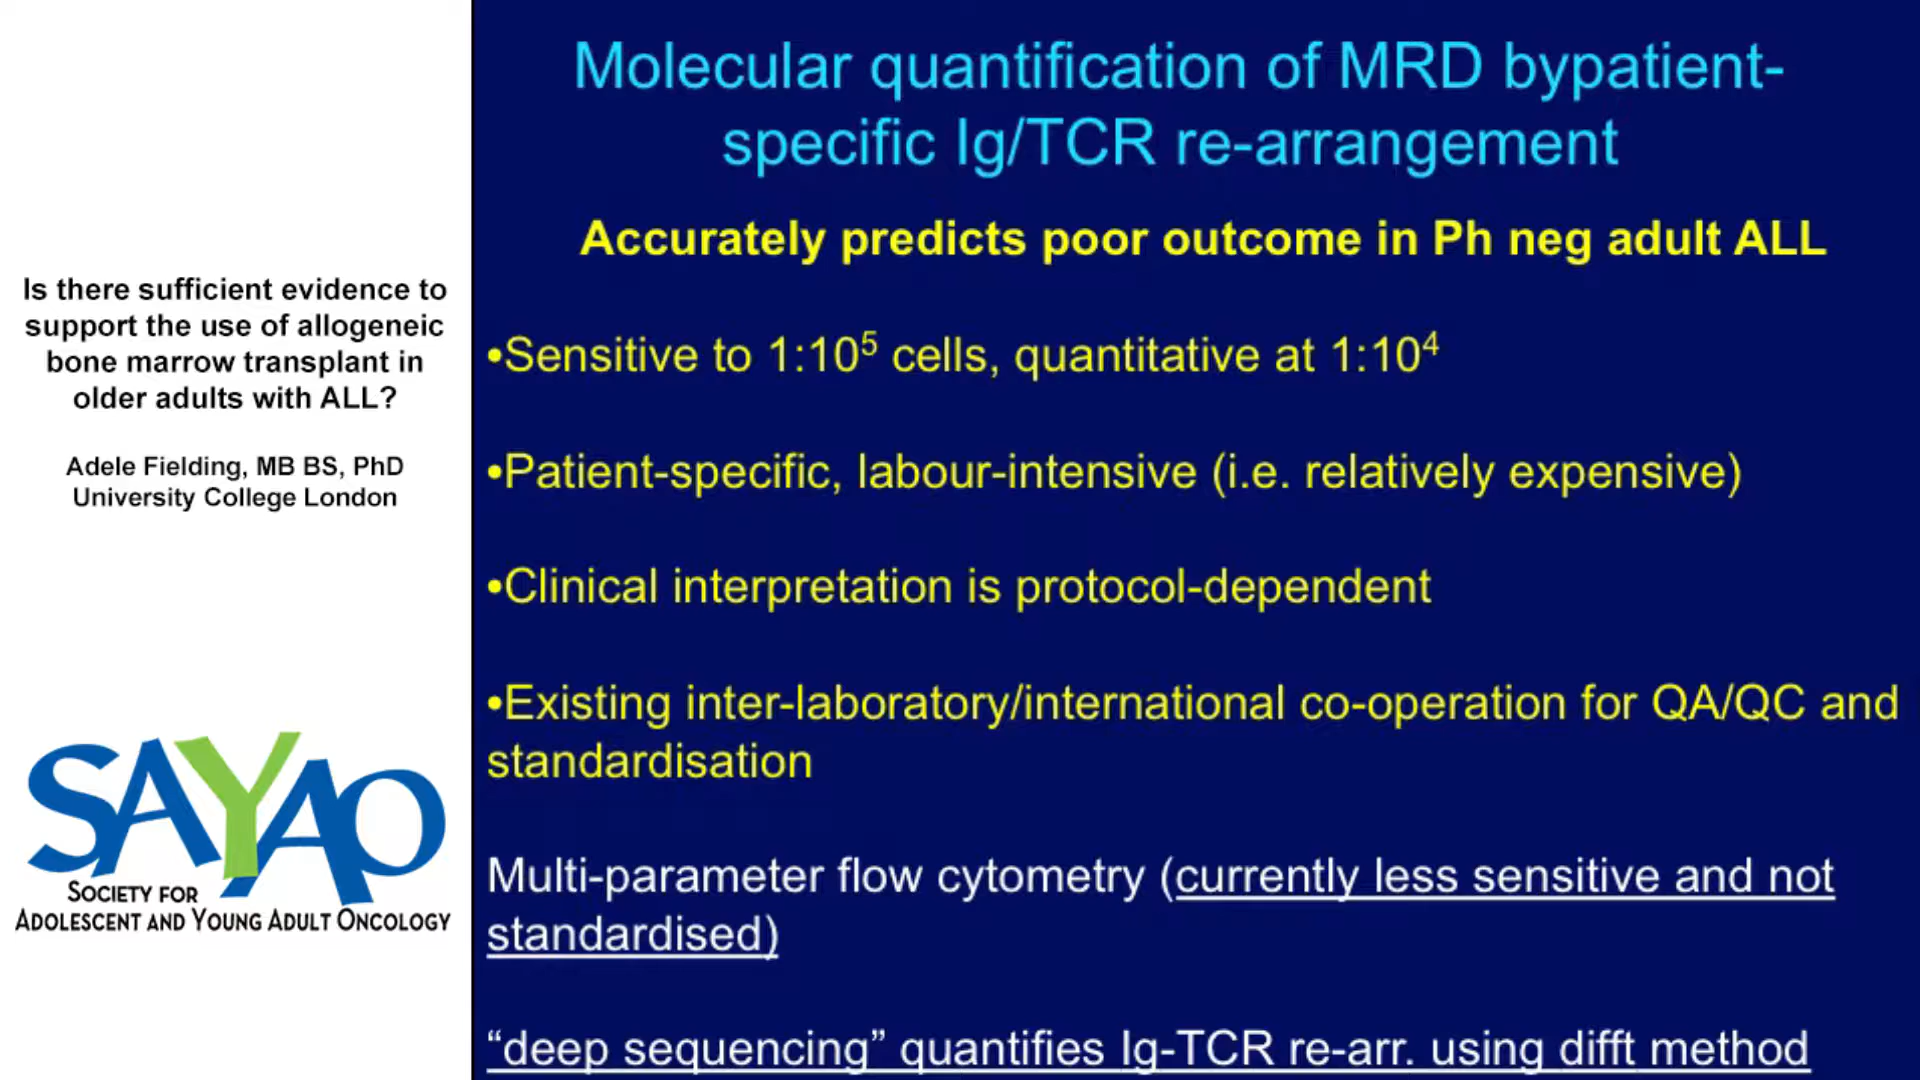 Is there sufficient evidence to
support the use of allogeneic
bone marrow transplant in
older adults with ALL?
Adele Fielding, MB BS, PhD
University College London
SAYAO
SOCIETY FOR
ADOLESCENT AND YOUNG ADULT ONCOLOGY
Molecular quantification of MRD bypatient-
specific Ig/TCR re-arrangement
Accurately predicts poor outcome in Ph neg adult ALL
•Sensitive to 1:10⁵ cells, quantitative at 1:10⁴
•Patient-specific, labour-intensive (i.e. relatively expensive)
•Clinical interpretation is protocol-dependent
•Existing inter-laboratory/international co-operation for QA/QC and
standardisation
Multi-parameter flow cytometry (currently less sensitive and not
standardised)
“deep sequencing” quantifies Ig-TCR re-arr. using difft method